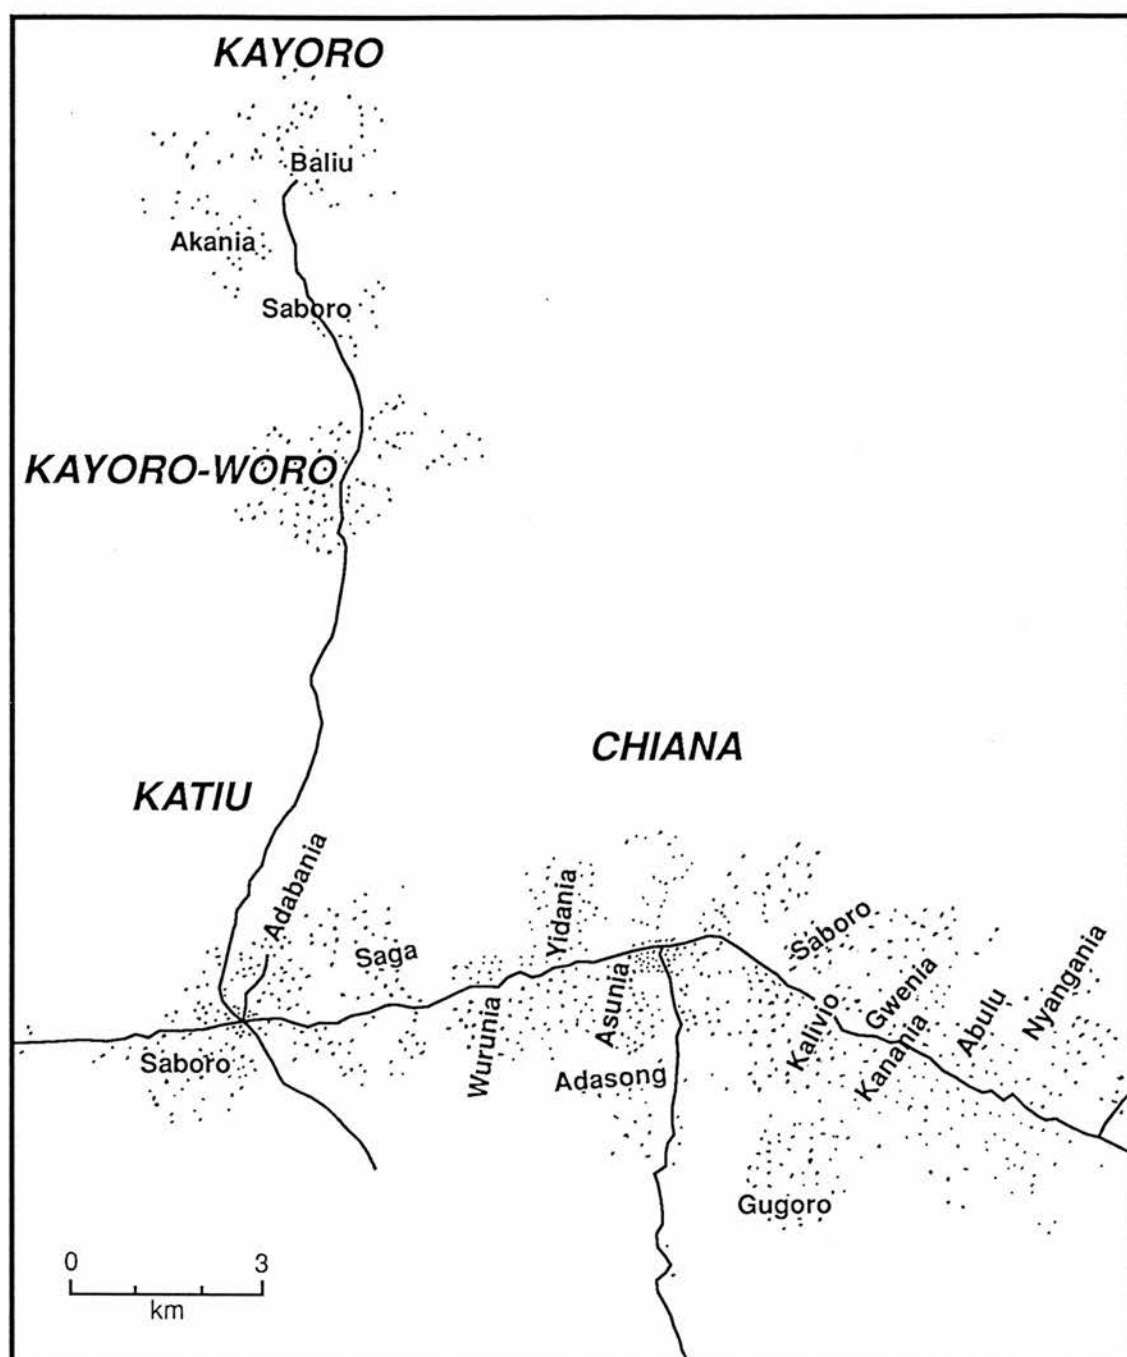 KAYORO
Baliu
Akania
Saboro
KAYORO-WORO
CHIANA
KATIU
Adabania
Saga
Yidania
Saboro
Wurunia
Asunia
Kalivio
Gwenia
Kanania
Abulu
Nyangania
Saboro
Adasong
Gugoro
0 3
km